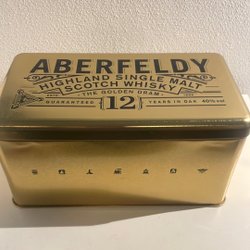 ABERFELDY
HIGHLAND SINGLE MALT
SCOTCH WHISKY
THE GOLDEN DRAM
GUARANTEED 12 YEARS IN OAK 40% vol